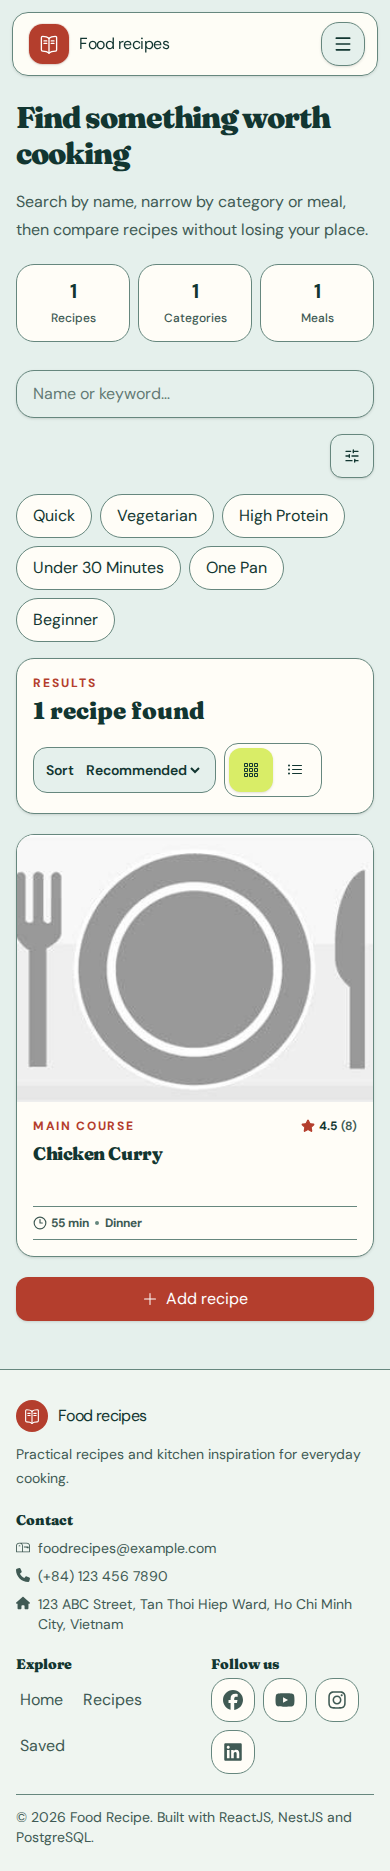 Food recipes
Find something worth
cooking
Search by name, narrow by category or meal,
then compare recipes without losing your place.
1
Recipes
1
Categories
1
Meals
Name or keyword...
Quick
Vegetarian
High Protein
Under 30 Minutes
One Pan
Beginner
RESULTS
1 recipe found
Sort Recommended
MAIN COURSE
4.5 (8)
Chicken Curry
55 min • Dinner
Add recipe
Food recipes
Practical recipes and kitchen inspiration for everyday
cooking.
Contact
foodrecipes@example.com
(+84) 123 456 7890
123 ABC Street, Tan Thoi Hiep Ward, Ho Chi Minh
City, Vietnam
Explore
Home
Recipes
Saved
Follow us
© 2026 Food Recipe. Built with ReactJS, NestJS and
PostgreSQL.